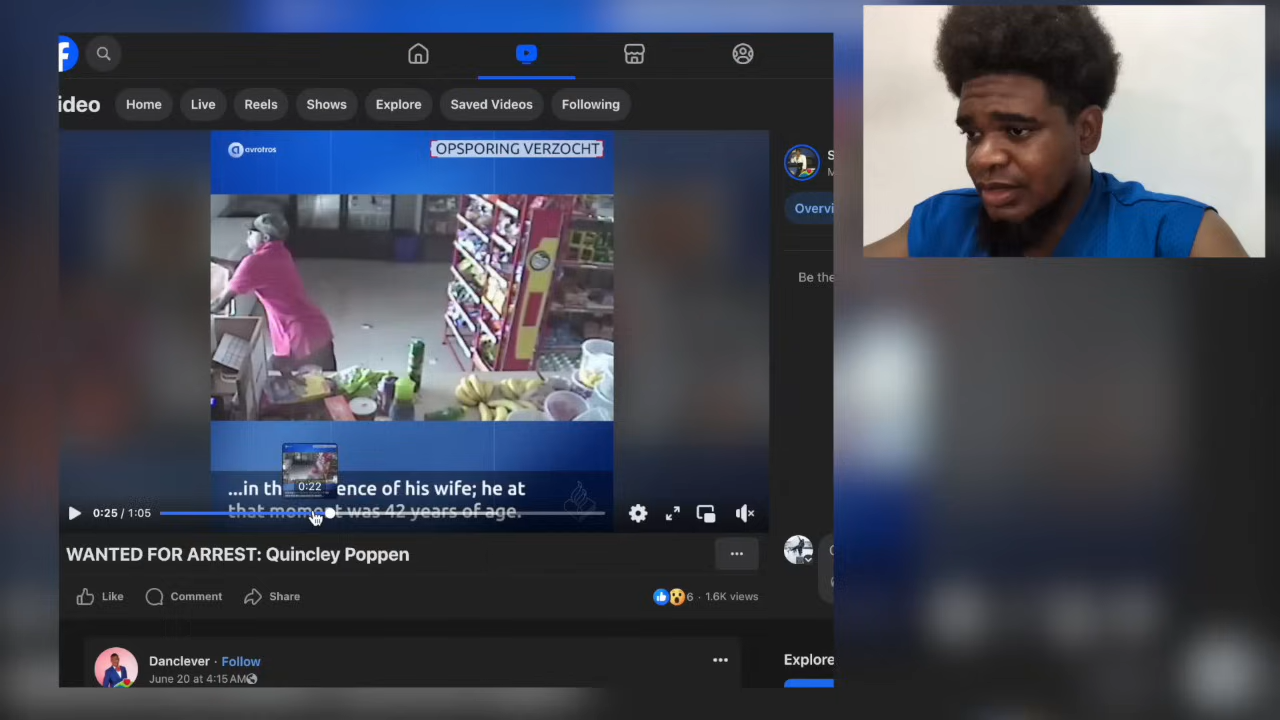 f
ideo
Home
Live
Reels
Shows
Explore
Saved Videos
Following
avrotros
OPSPORING VERZOCHT
S
M
Overvi
Be the
0:22
...in th ence of his wife; he at
that moment was 42 years of age.
0:25 / 1:05
WANTED FOR ARREST: Quincley Poppen
...
Like
Comment
Share
6 · 1.6K views
Danclever · Follow
June 20 at 4:15 AM
...
Explore